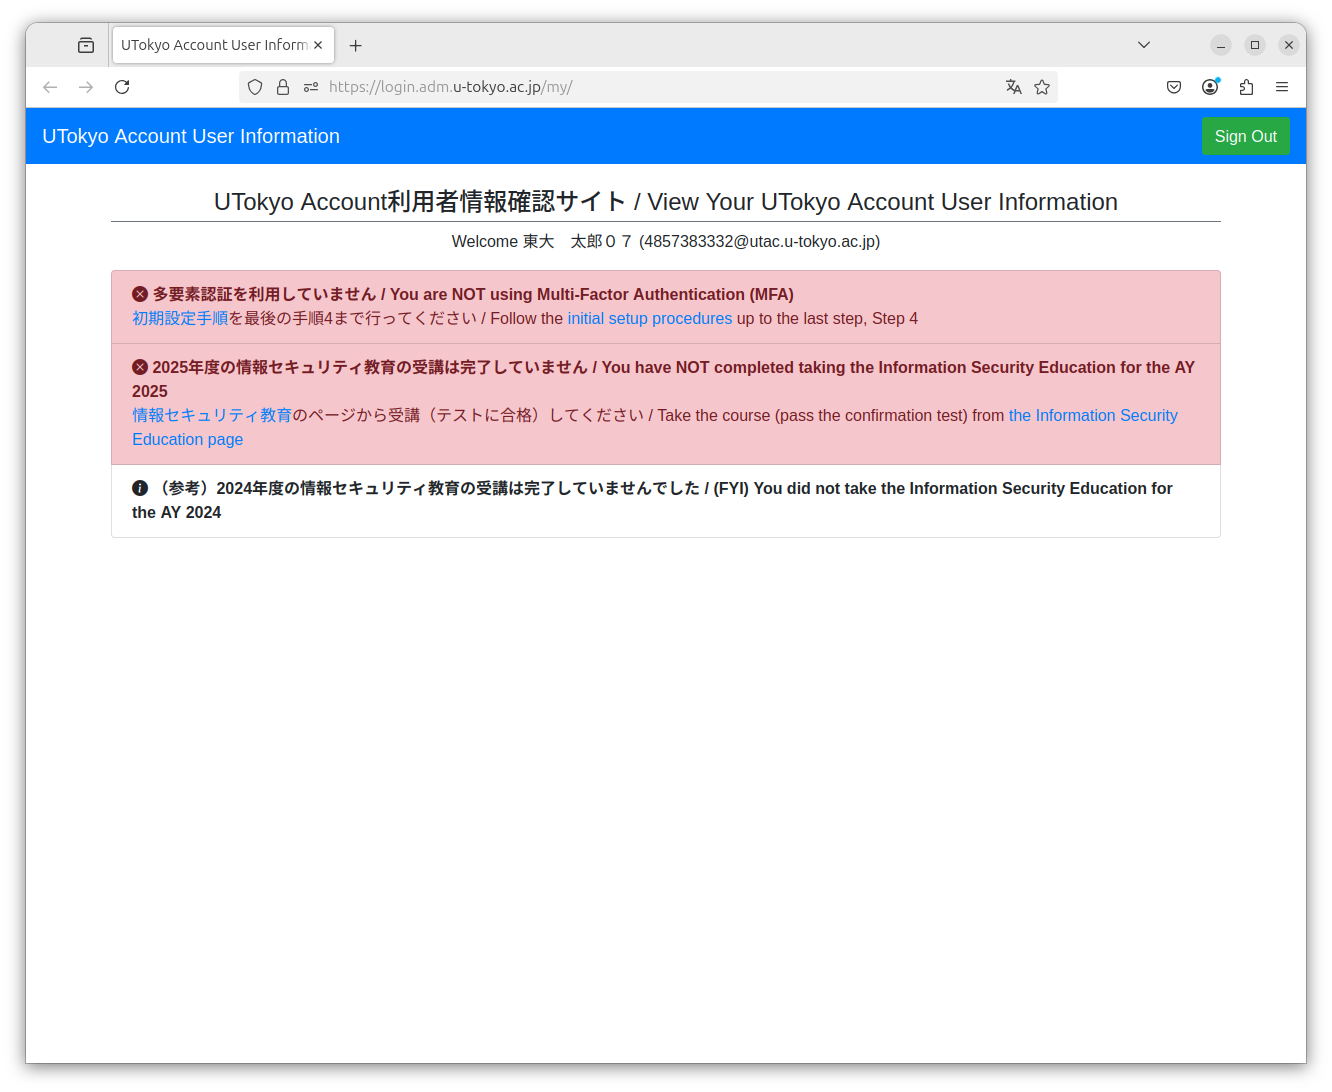 UTokyo Account User Inform
https://login.adm.u-tokyo.ac.jp/my/
UTokyo Account User Information
Sign Out
UTokyo Account利用者情報確認サイト / View Your UTokyo Account User Information
Welcome 東大　太郎０７ (4857383332@utac.u-tokyo.ac.jp)
多要素認証を利用していません / You are NOT using Multi-Factor Authentication (MFA)
初期設定手順を最後の手順4まで行ってください / Follow the initial setup procedures up to the last step, Step 4
2025年度の情報セキュリティ教育の受講は完了していません / You have NOT completed taking the Information Security Education for the AY
2025
情報セキュリティ教育のページから受講（テストに合格）してください / Take the course (pass the confirmation test) from the Information Security
Education page
（参考）2024年度の情報セキュリティ教育の受講は完了していませんでした / (FYI) You did not take the Information Security Education for
the AY 2024